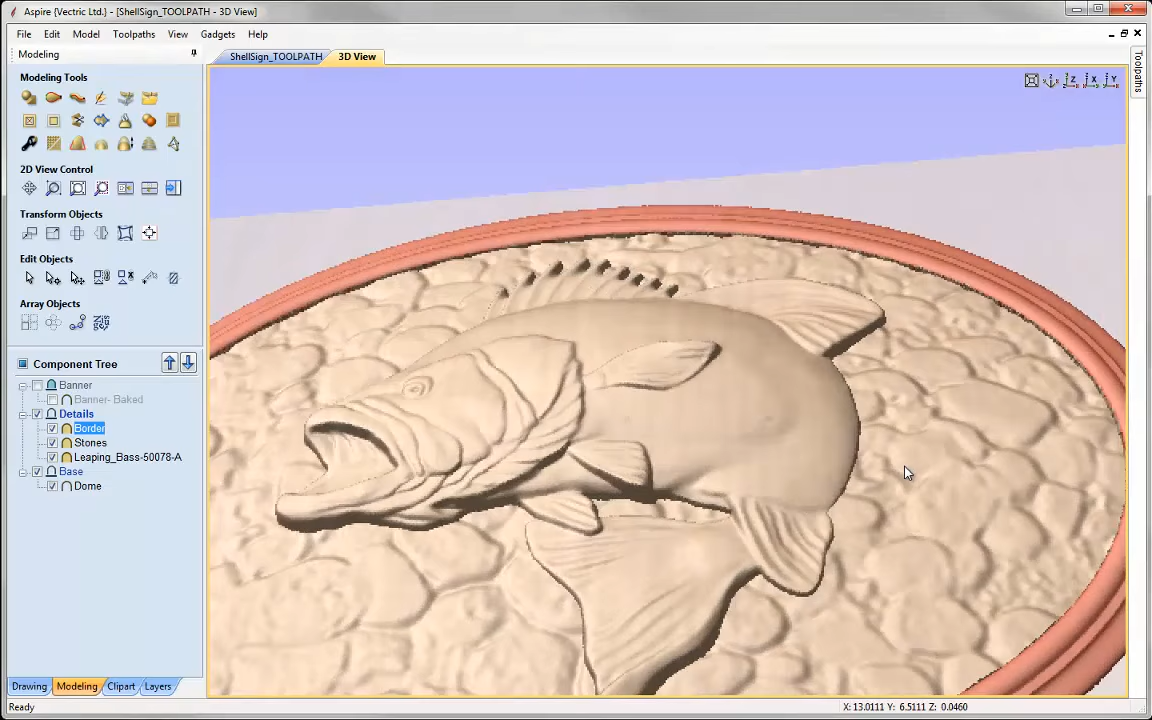 Aspire {Vectric Ltd.} - [ShellSign_TOOLPATH - 3D View]
File Edit Model Toolpaths View Gadgets Help
Modeling
ShellSign_TOOLPATH 3D View
Toolpaths
Modeling Tools
Z X Y
2D View Control
Transform Objects
Edit Objects
Array Objects
Component Tree
Banner
Banner- Baked
Details
Border
Stones
Leaping_Bass-50078-A
Base
Dome
Drawing Modeling Clipart Layers
Ready
X: 13.0111 Y: 6.5111 Z: 0.0460